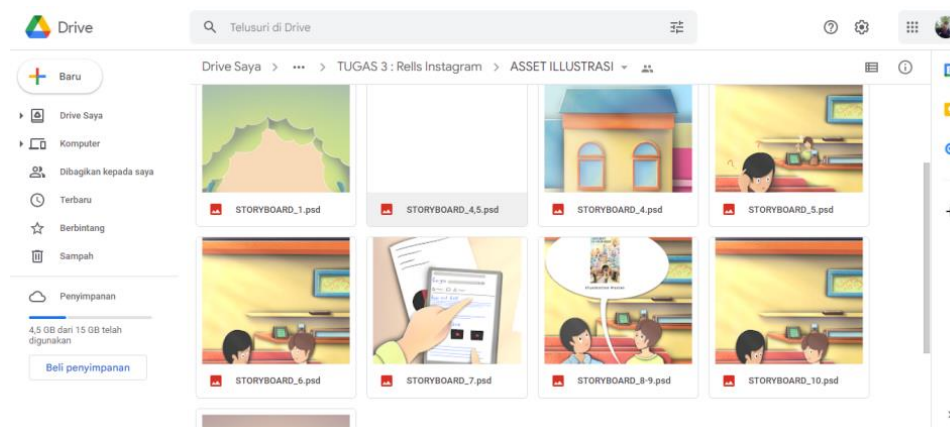 Drive
Telusuri di Drive
Baru
Drive Saya > ••• > TUGAS 3 : Rells Instagram > ASSET ILLUSTRASI
Drive Saya
Komputer
Dibagikan kepada saya
Terbaru
Berbintang
Sampah
Penyimpanan
4,5 GB dari 15 GB telah
digunakan
Beli penyimpanan
STORYBOARD_1.psd
STORYBOARD_4,5.psd
STORYBOARD_4.psd
STORYBOARD_5.psd
STORYBOARD_6.psd
STORYBOARD_7.psd
STORYBOARD_8-9.psd
STORYBOARD_10.psd